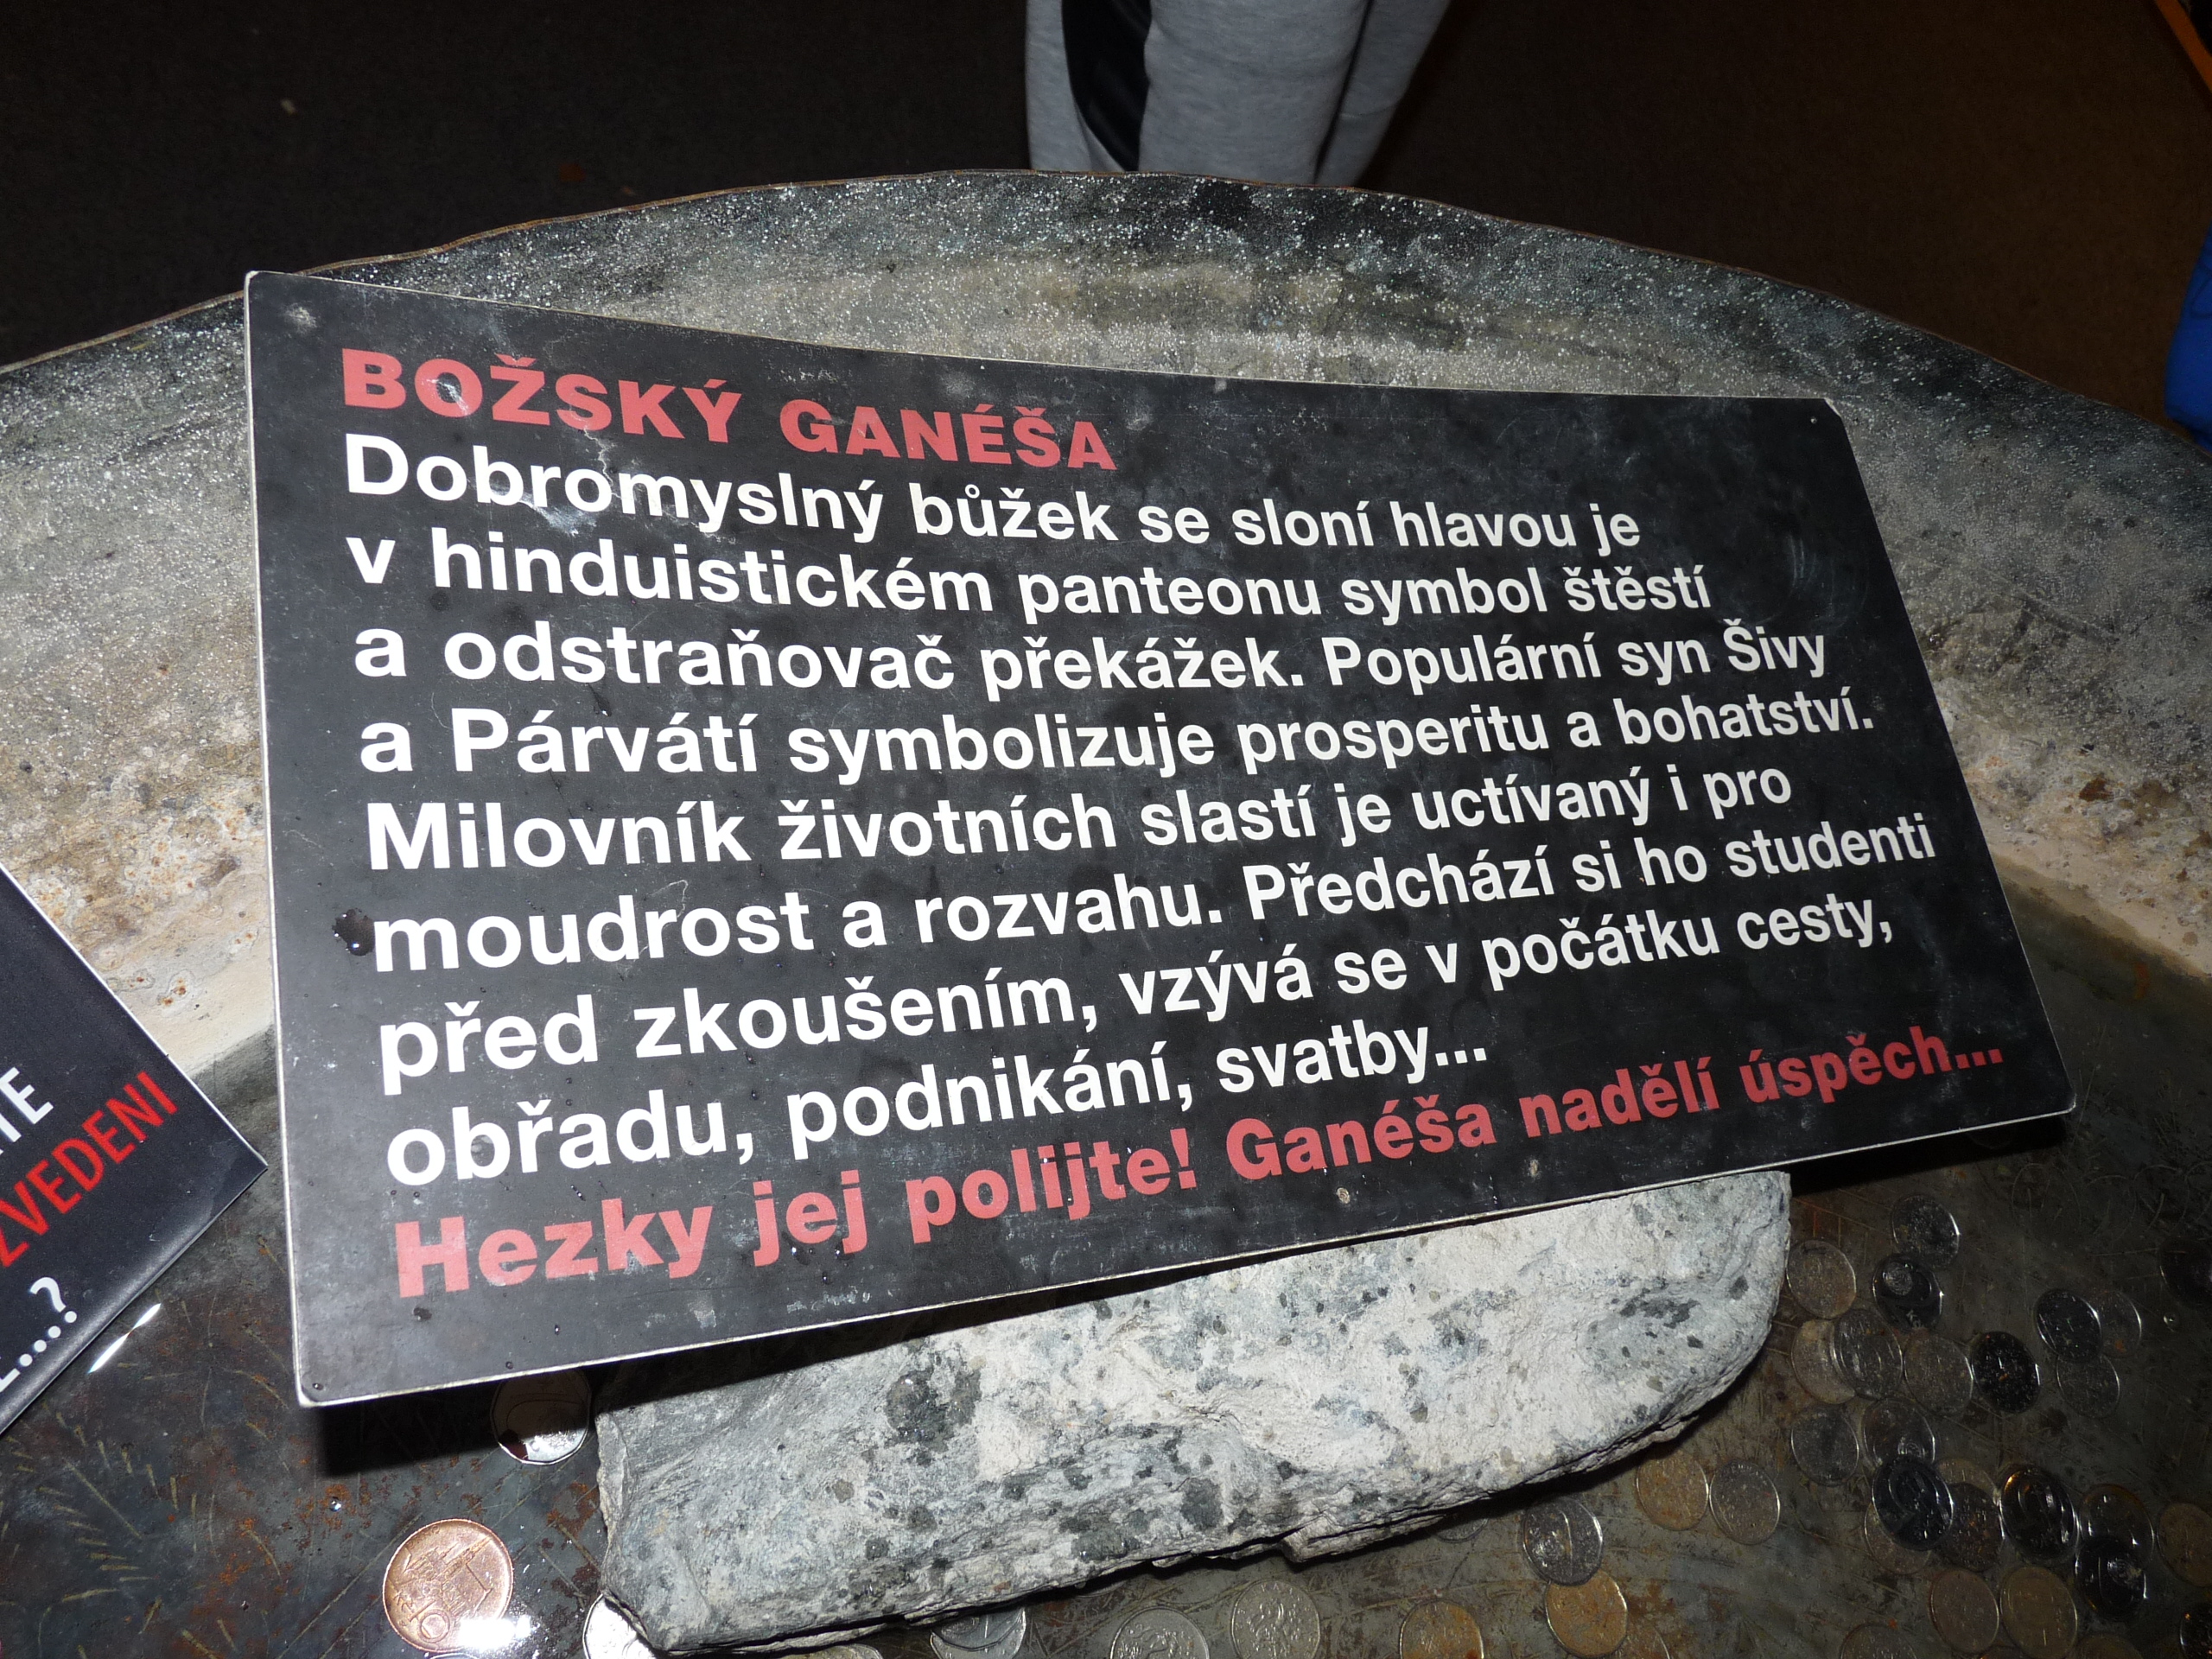 BOŽSKÝ GANÉŠA
Dobromyslný bůžek se sloní hlavou je
v hinduistickém panteonu symbol štěstí
a odstraňovač překážek. Populární syn Šivy
a Párvátí symbolizuje prosperitu a bohatství.
Milovník životních slastí je uctívaný i pro
moudrost a rozvahu. Předchází si ho studenti
před zkoušením, vzývá se v počátku cesty,
obřadu, podnikání, svatby...
Hezky jej polijte! Ganéša nadělí úspěch...